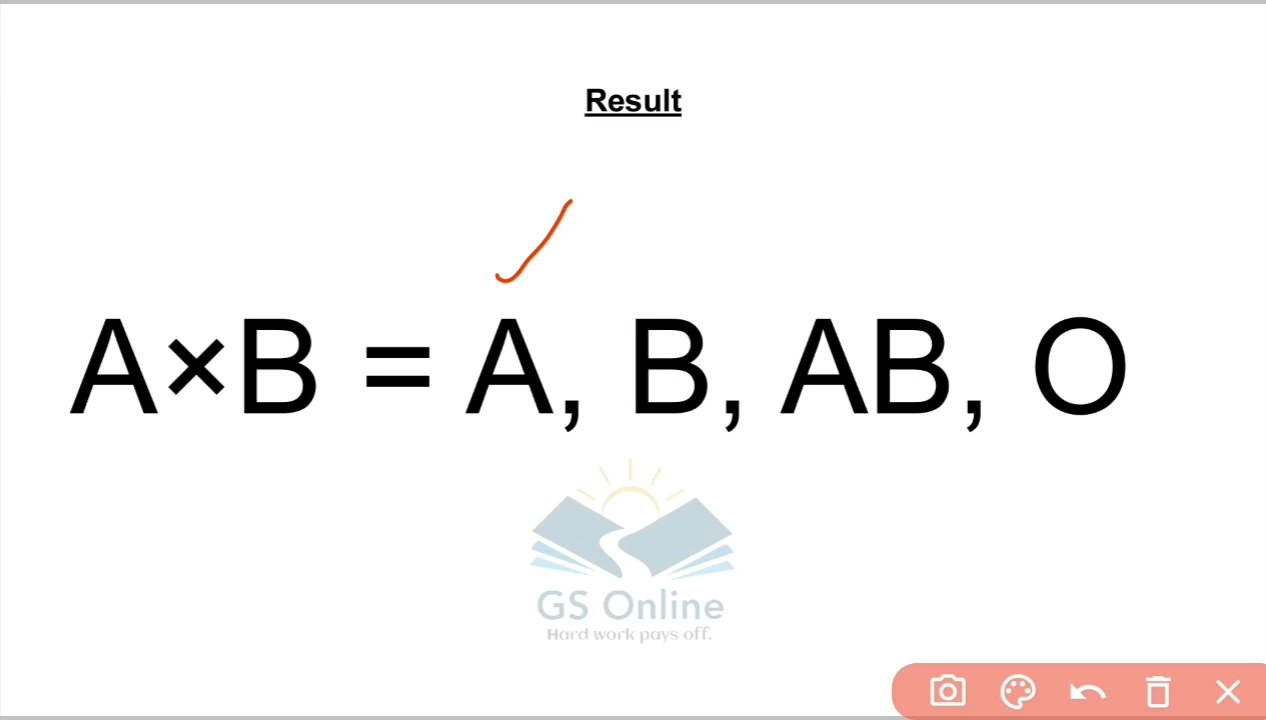 Result
A×B = A, B, AB, O
GS Online
Hard work pays off.